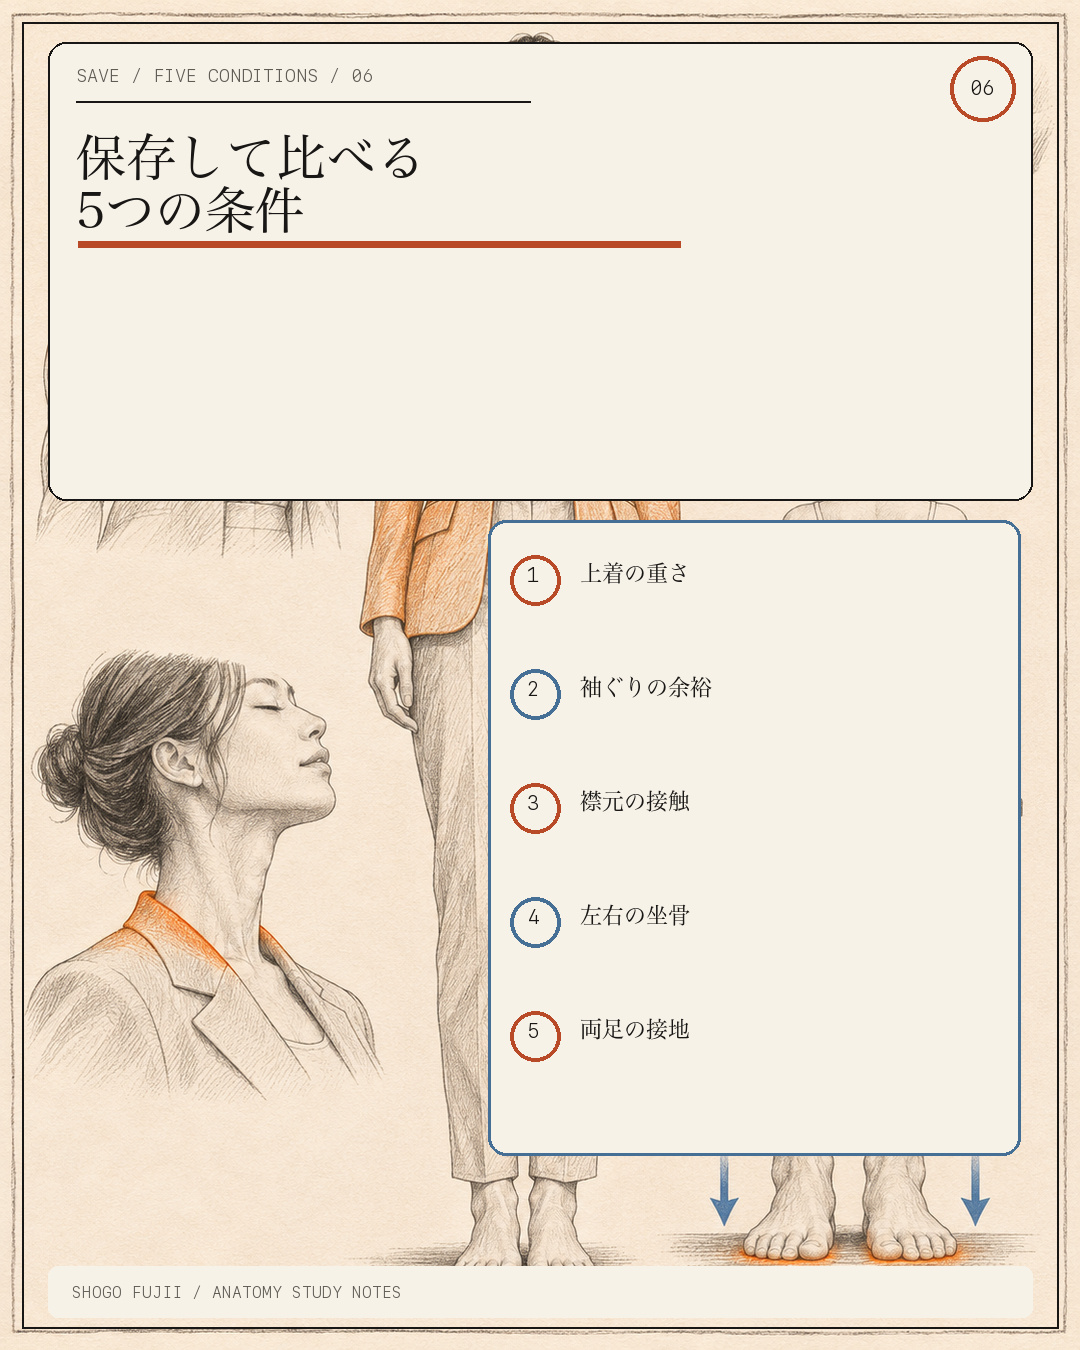 SAVE / FIVE CONDITIONS / 06
06
保存して比べる
5つの条件
1 上着の重さ
2 袖ぐりの余裕
3 襟元の接触
4 左右の坐骨
5 両足の接地
SHOGO FUJII / ANATOMY STUDY NOTES